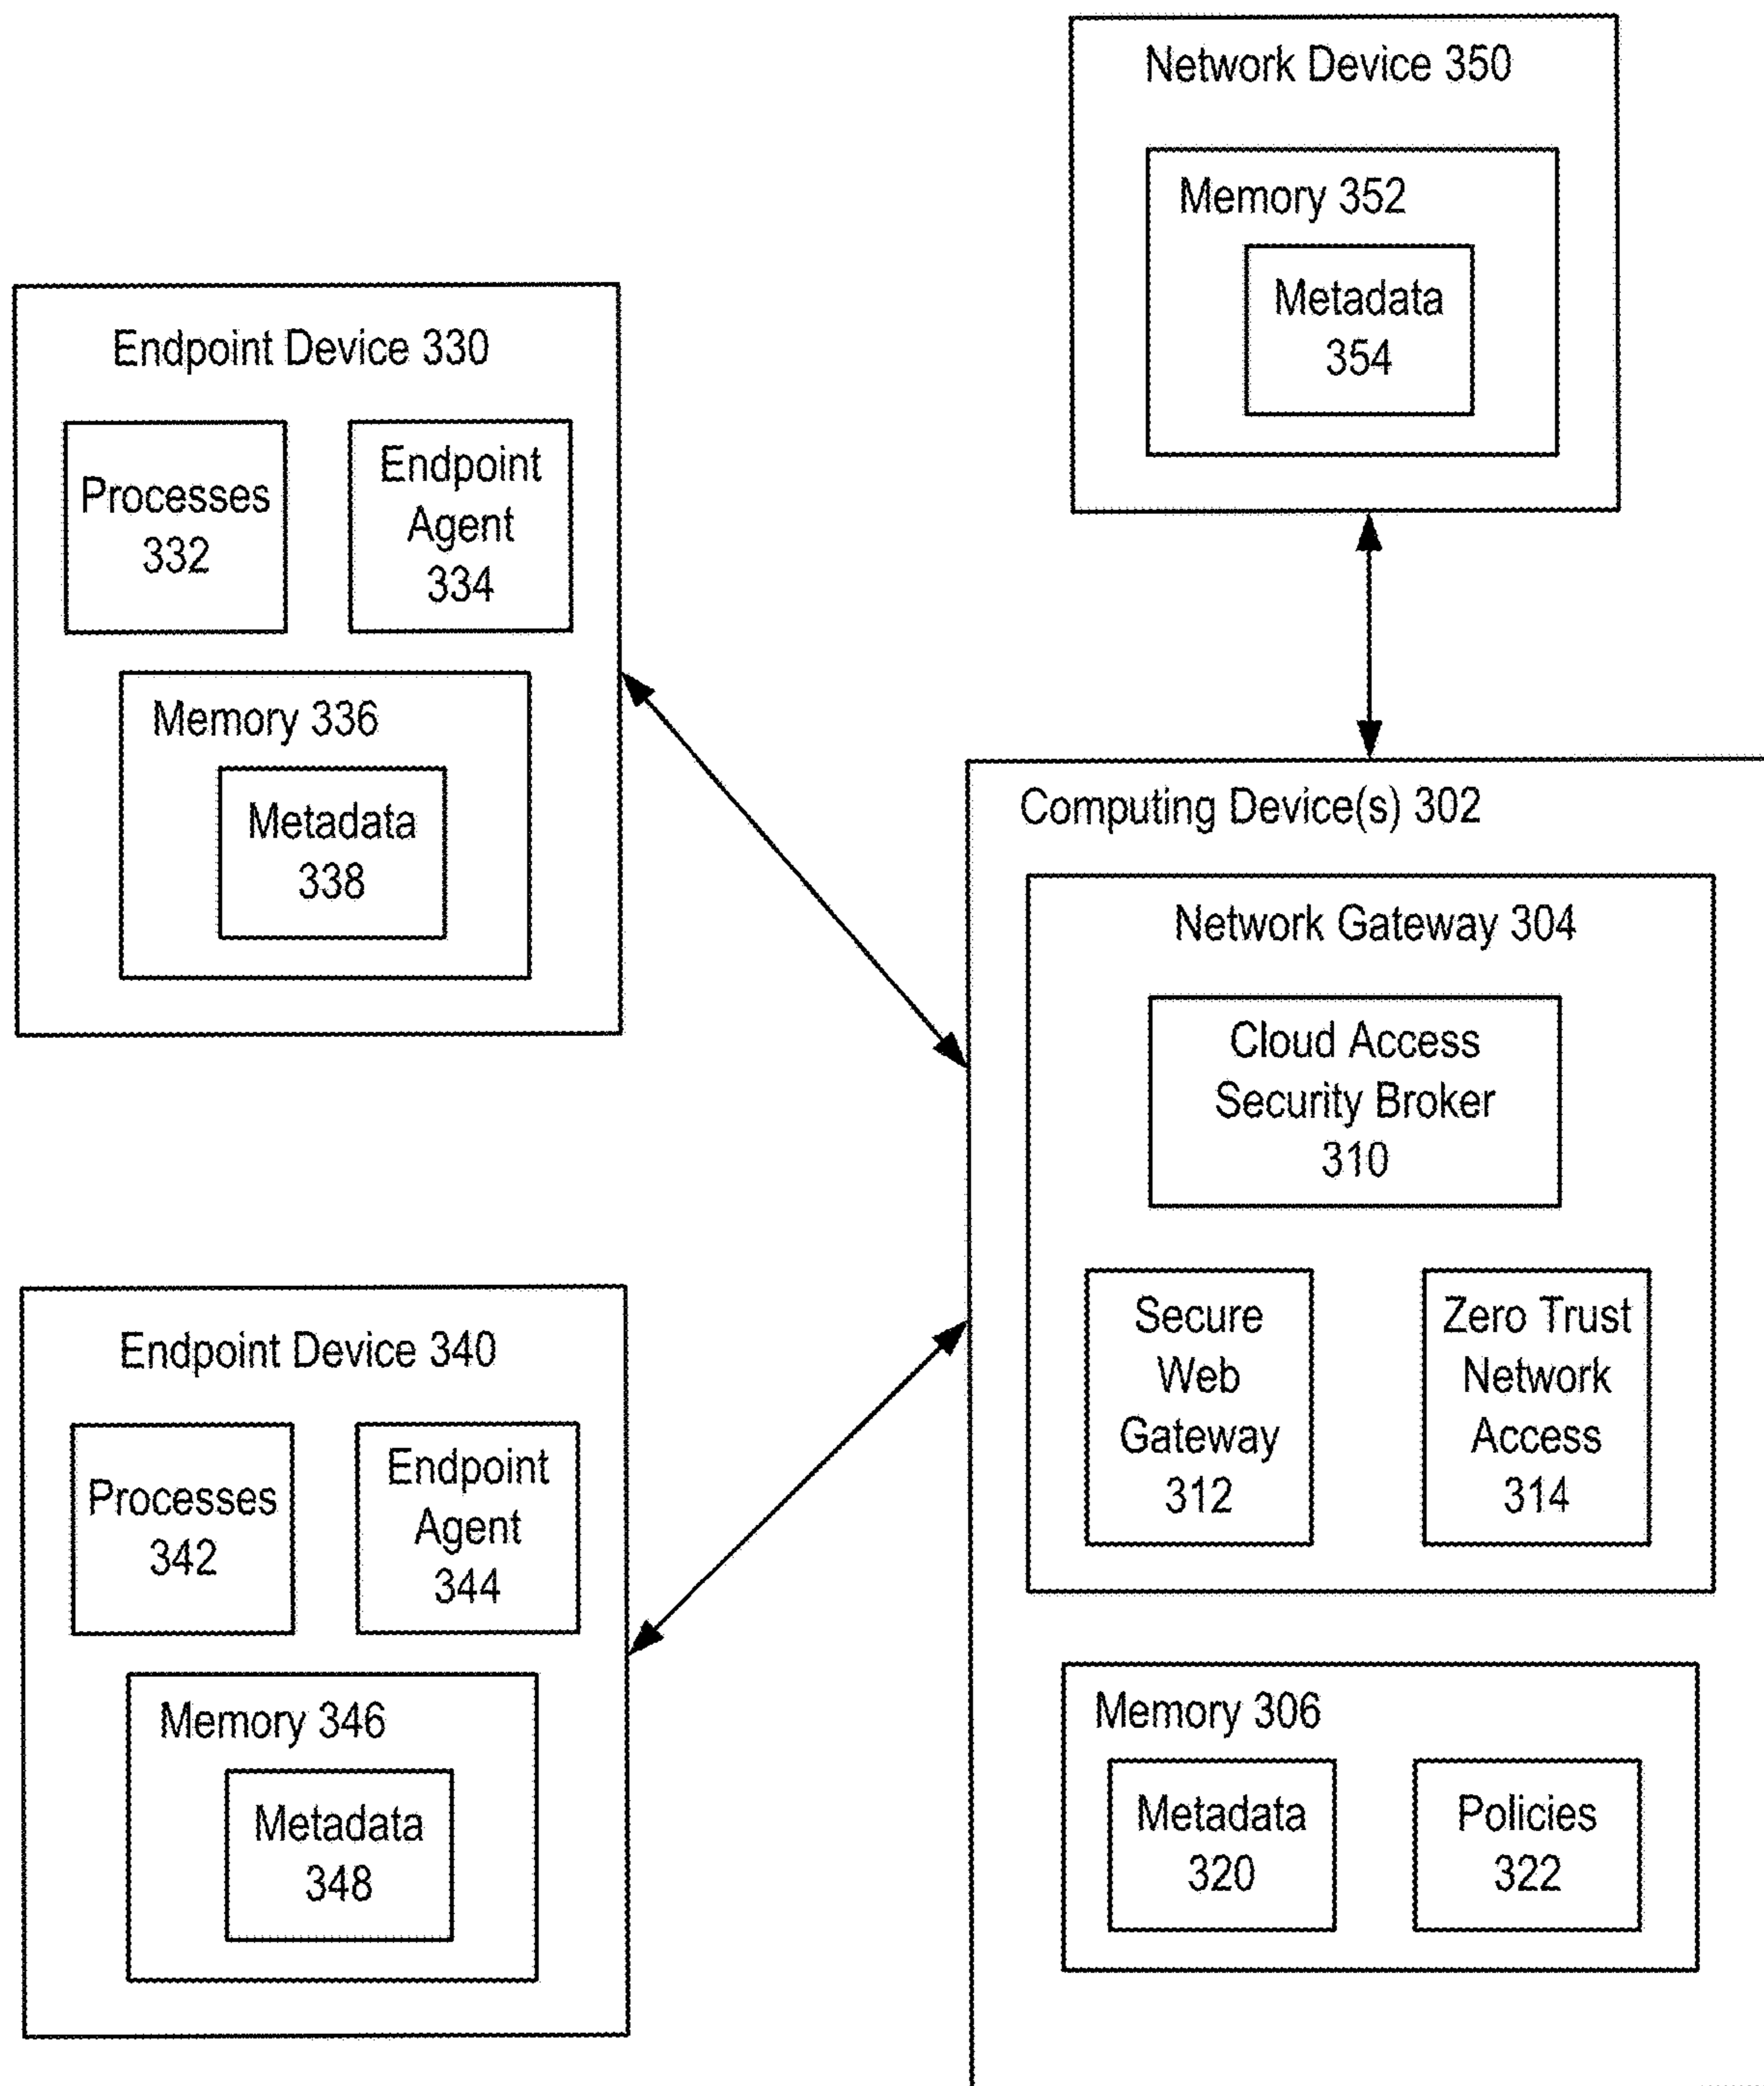 Network Device 350
Memory 352
Metadata
354
Endpoint Device 330
Processes
332
Endpoint
Agent
334
Memory 336
Metadata
338
Computing Device(s) 302
Network Gateway 304
Cloud Access
Security Broker
310
Secure
Web
Gateway
312
Zero Trust
Network
Access
314
Memory 306
Metadata
320
Policies
322
Endpoint Device 340
Processes
342
Endpoint
Agent
344
Memory 346
Metadata
348